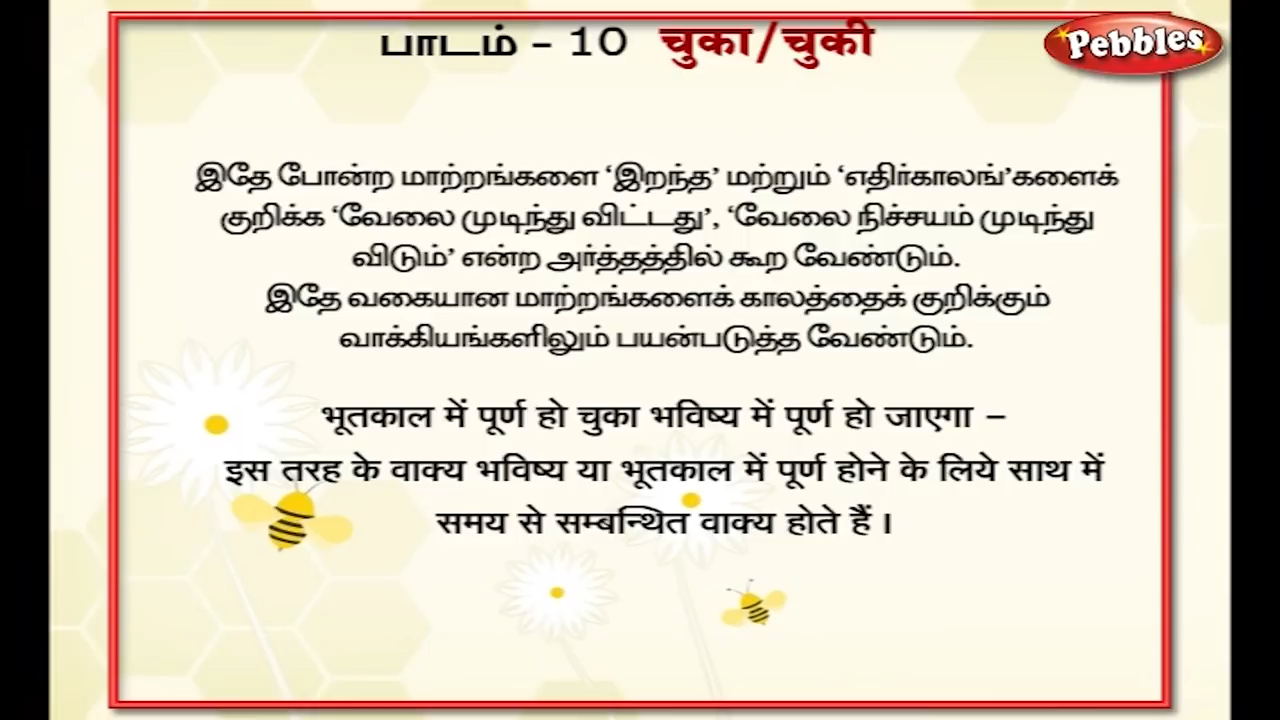 பாடம் – 10 चुका/चुकी
Pebbles
இதே போன்ற மாற்றங்களை ‘இறந்த’ மற்றும் ‘எதிர்காலங்’களைக்
குறிக்க ‘வேலை முடிந்து விட்டது’, ‘வேலை நிச்சயம் முடிந்து
விடும்’ என்ற அர்த்தத்தில் கூற வேண்டும்.
இதே வகையான மாற்றங்களைக் காலத்தைக் குறிக்கும்
வாக்கியங்களிலும் பயன்படுத்த வேண்டும்.
भूतकाल में पूर्ण हो चुका भविष्य में पूर्ण हो जाएगा –
इस तरह के वाक्य भविष्य या भूतकाल में पूर्ण होने के लिये साथ में
समय से सम्बन्धित वाक्य होते हैं ।